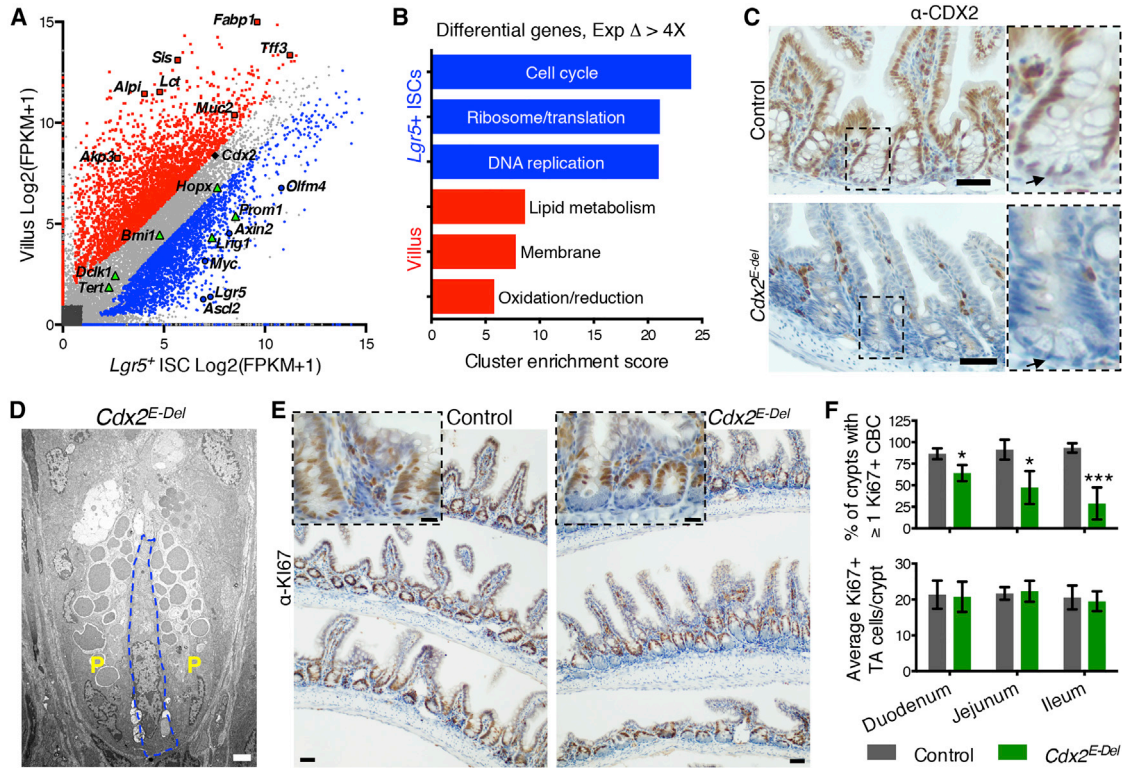 A
Villus Log2(FPKM+1)
15
10
5
0
0
5
10
15
Lgr5+ ISC Log2(FPKM+1)
Fabp1
Tff3
Sis
Lct
Alpi
Muc2
Akp3
Cdx2
Hopx
Olfm4
Prom1
Axin2
Bmi1
Lrig1
Myc
Dclk1
Tert
Lgr5
Ascl2
B
Differential genes, Exp Δ > 4X
Lgr5+ ISCs
Cell cycle
Ribosome/translation
DNA replication
Villus
Lipid metabolism
Membrane
Oxidation/reduction
0
5
10
15
20
25
Cluster enrichment score
C
α-CDX2
Control
Cdx2E-del
D
Cdx2E-Del
P
P
E
Control
Cdx2E-Del
α-KI67
F
% of crypts with
≥ 1 Ki67+ CBC
125
100
75
50
25
0
*
*
***
Average Ki67+
TA cells/crypt
30
20
10
0
Duodenum
Jejunum
Ileum
Control
Cdx2E-Del